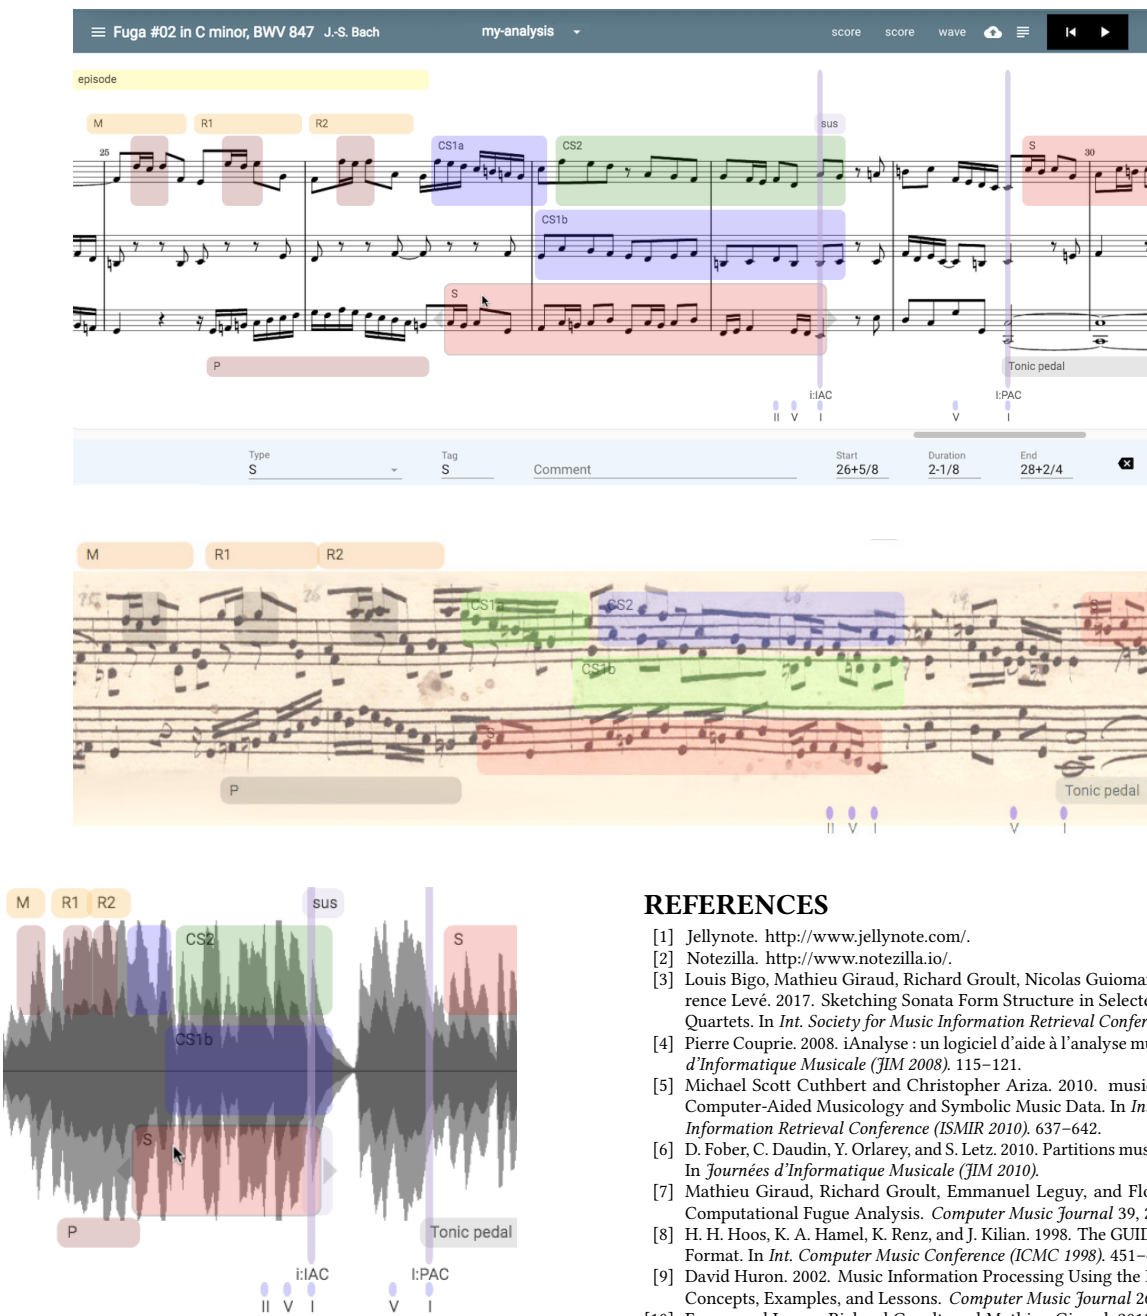 Fuga #02 in C minor, BWV 847 J.-S. Bach my-analysis score score wave
episode
M R1 R2 sus
25 CS1a CS2 S 30
CS1b
S
P Tonic pedal
i:IAC I:PAC
II V I V I
Type Tag Start Duration End
S S Comment 26+5/8 2-1/8 28+2/4
M R1 R2
CS2 S
CS1b
S
P Tonic pedal
II V I V I
M R1 R2 sus
CS2 S
CS1b
S
P Tonic pedal
i:IAC I:PAC
II V I V I
REFERENCES
[1] Jellynote. http://www.jellynote.com/.
[2] Notezilla. http://www.notezilla.io/.
[3] Louis Bigo, Mathieu Giraud, Richard Groult, Nicolas Guiomar
rence Levé. 2017. Sketching Sonata Form Structure in Selecte
Quartets. In Int. Society for Music Information Retrieval Confer
[4] Pierre Couprie. 2008. iAnalyse : un logiciel d'aide à l'analyse mu
d'Informatique Musicale (JIM 2008). 115–121.
[5] Michael Scott Cuthbert and Christopher Ariza. 2010. music
Computer-Aided Musicology and Symbolic Music Data. In In
Information Retrieval Conference (ISMIR 2010). 637–642.
[6] D. Fober, C. Daudin, Y. Orlarey, and S. Letz. 2010. Partitions mus
In Journées d'Informatique Musicale (JIM 2010).
[7] Mathieu Giraud, Richard Groult, Emmanuel Leguy, and Flo
Computational Fugue Analysis. Computer Music Journal 39, 2
[8] H. H. Hoos, K. A. Hamel, K. Renz, and J. Kilian. 1998. The GUID
Format. In Int. Computer Music Conference (ICMC 1998). 451–
[9] David Huron. 2002. Music Information Processing Using the
Concepts, Examples, and Lessons. Computer Music Journal 26